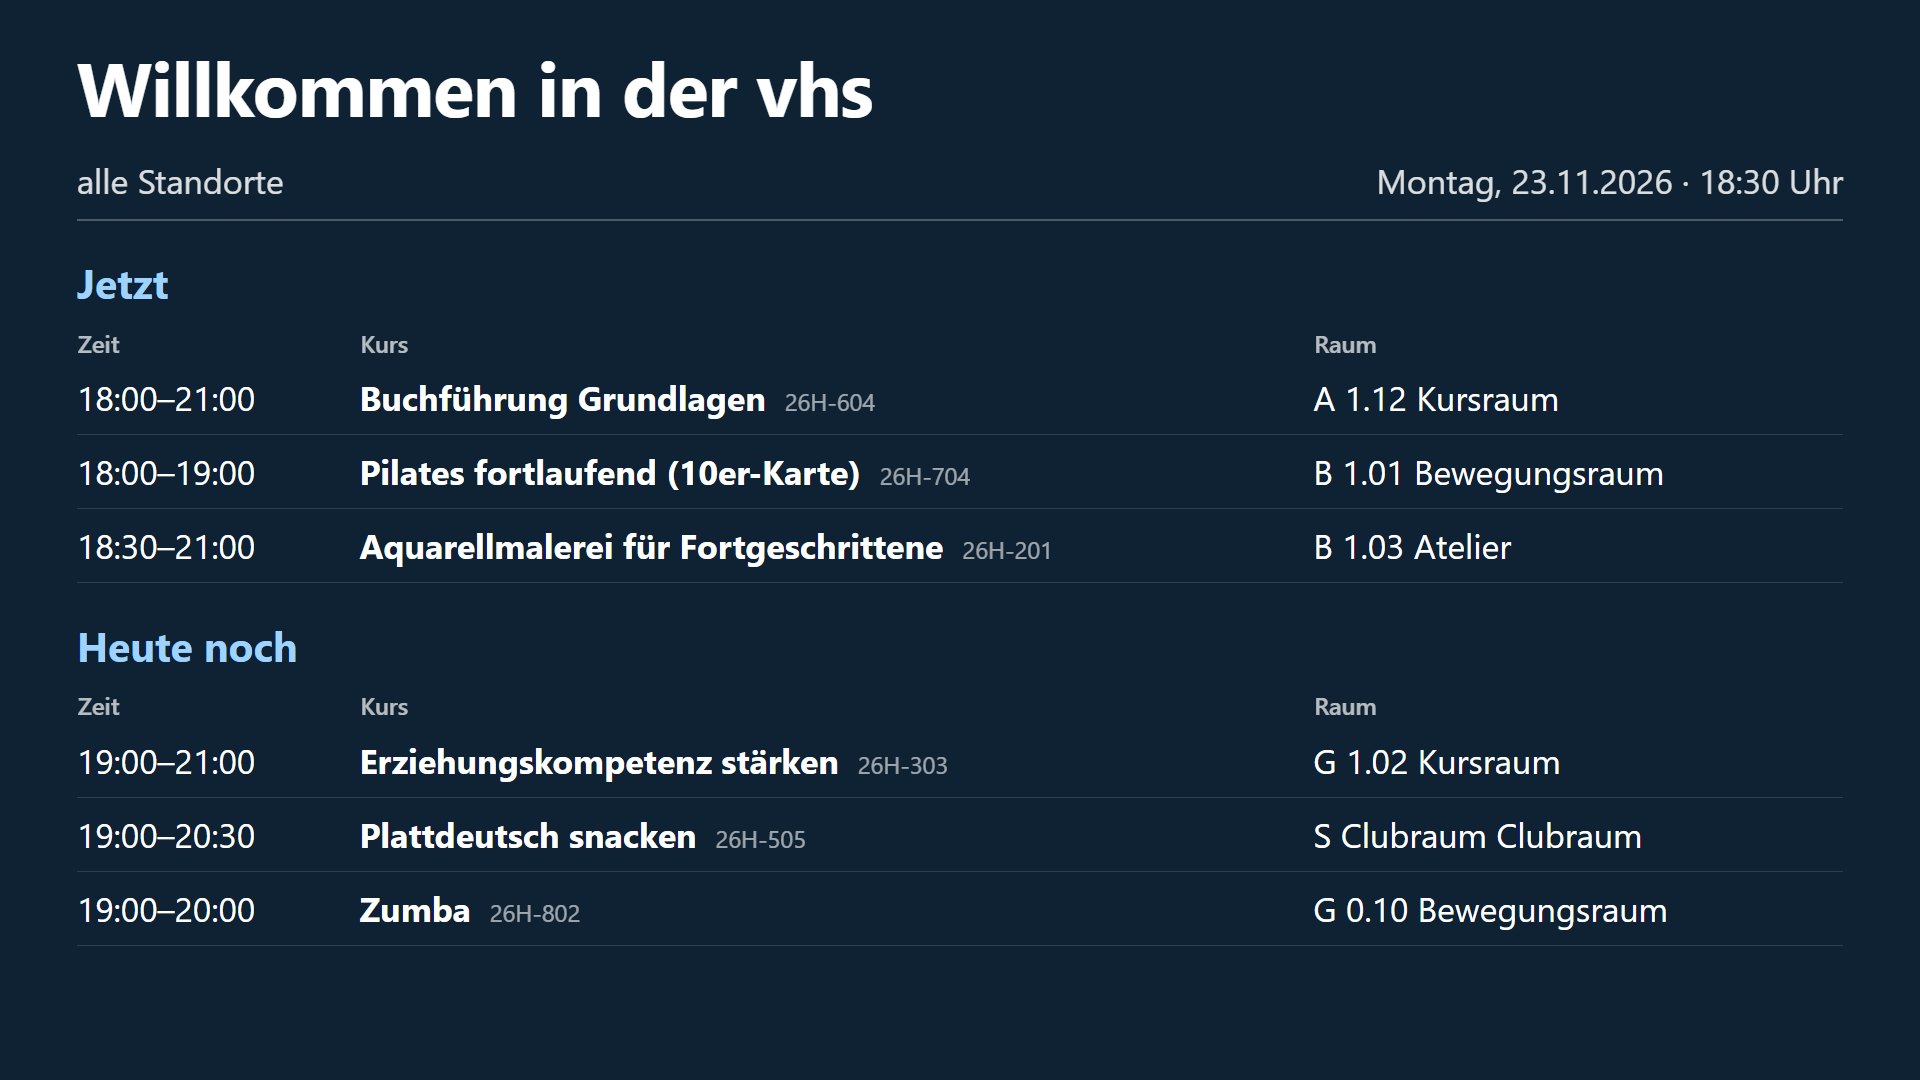 Willkommen in der vhs
alle Standorte Montag, 23.11.2026 · 18:30 Uhr
Jetzt
Zeit Kurs Raum
18:00–21:00 Buchführung Grundlagen 26H-604 A 1.12 Kursraum
18:00–19:00 Pilates fortlaufend (10er-Karte) 26H-704 B 1.01 Bewegungsraum
18:30–21:00 Aquarellmalerei für Fortgeschrittene 26H-201 B 1.03 Atelier
Heute noch
Zeit Kurs Raum
19:00–21:00 Erziehungskompetenz stärken 26H-303 G 1.02 Kursraum
19:00–20:30 Plattdeutsch snacken 26H-505 S Clubraum Clubraum
19:00–20:00 Zumba 26H-802 G 0.10 Bewegungsraum